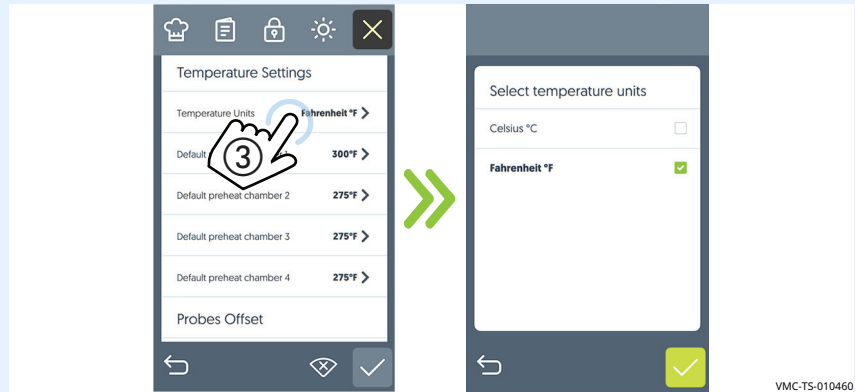 Temperature Settings
Temperature Units Fahrenheit °F
3
Default 300°F
Default preheat chamber 2 275°F
Default preheat chamber 3 275°F
Default preheat chamber 4 275°F
Probes Offset
Select temperature units
Celsius °C
Fahrenheit °F
VMC-TS-010460